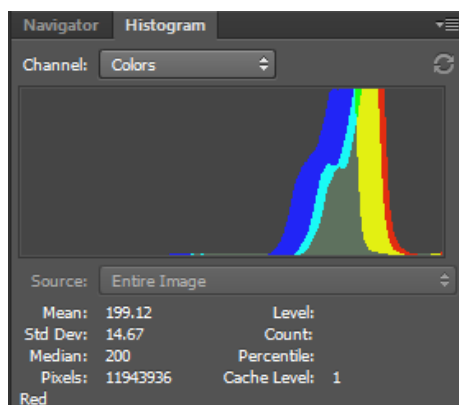 Navigator Histogram
Channel: Colors
Source: Entire Image
Mean: 199.12 Level:
Std Dev: 14.67 Count:
Median: 200 Percentile:
Pixels: 11943936 Cache Level: 1
Red